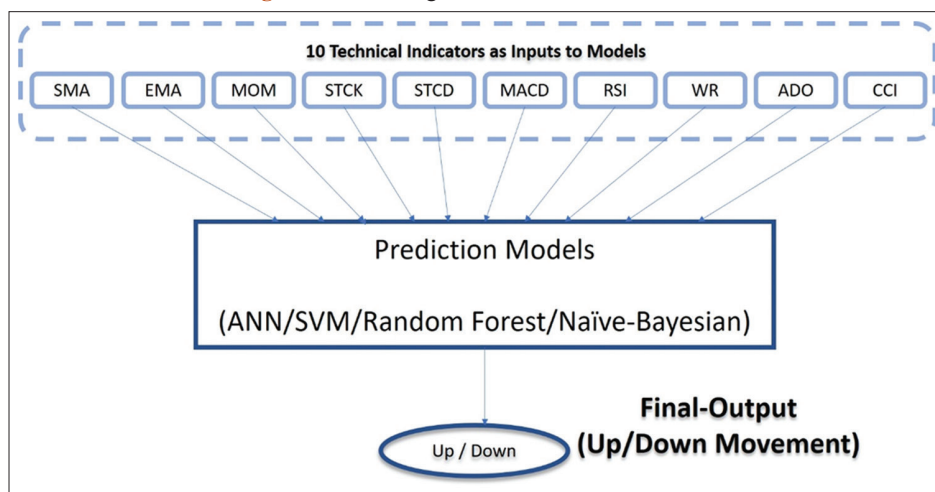 10 Technical Indicators as Inputs to Models
SMA EMA MOM STCK STCD MACD RSI WR ADO CCI
Prediction Models
(ANN/SVM/Random Forest/Naïve-Bayesian)
Final-Output
(Up/Down Movement)
Up / Down